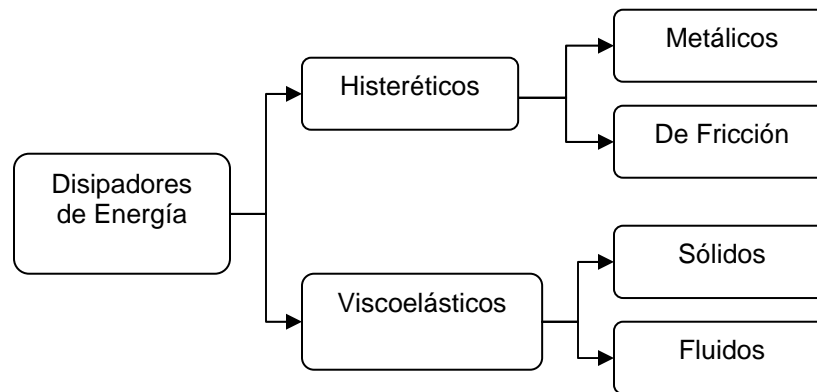 Disipadores
de Energía
Histeréticos
Metálicos
De Fricción
Viscoelásticos
Sólidos
Fluidos